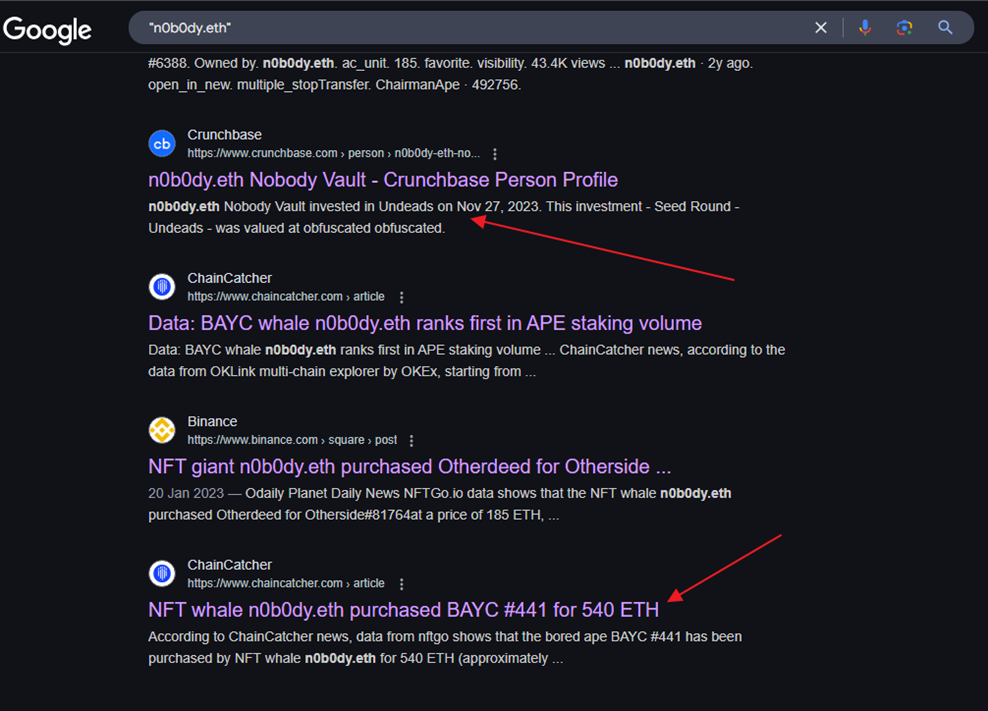 Google
"n0b0dy.eth"
#6388. Owned by. n0b0dy.eth. ac_unit. 185. favorite. visibility. 43.4K views ... n0b0dy.eth · 2y ago.
open_in_new. multiple_stopTransfer. ChairmanApe · 492756.
cb
Crunchbase
https://www.crunchbase.com › person › n0b0dy-eth-no...
n0b0dy.eth Nobody Vault - Crunchbase Person Profile
n0b0dy.eth Nobody Vault invested in Undeads on Nov 27, 2023. This investment - Seed Round -
Undeads - was valued at obfuscated obfuscated.
ChainCatcher
https://www.chaincatcher.com › article
Data: BAYC whale n0b0dy.eth ranks first in APE staking volume
Data: BAYC whale n0b0dy.eth ranks first in APE staking volume ... ChainCatcher news, according to the
data from OKLink multi-chain explorer by OKEx, starting from ...
Binance
https://www.binance.com › square › post
NFT giant n0b0dy.eth purchased Otherdeed for Otherside ...
20 Jan 2023 — Odaily Planet Daily News NFTGo.io data shows that the NFT whale n0b0dy.eth
purchased Otherdeed for Otherside#81764at a price of 185 ETH, ...
ChainCatcher
https://www.chaincatcher.com › article
NFT whale n0b0dy.eth purchased BAYC #441 for 540 ETH
According to ChainCatcher news, data from nftgo shows that the bored ape BAYC #441 has been
purchased by NFT whale n0b0dy.eth for 540 ETH (approximately ...